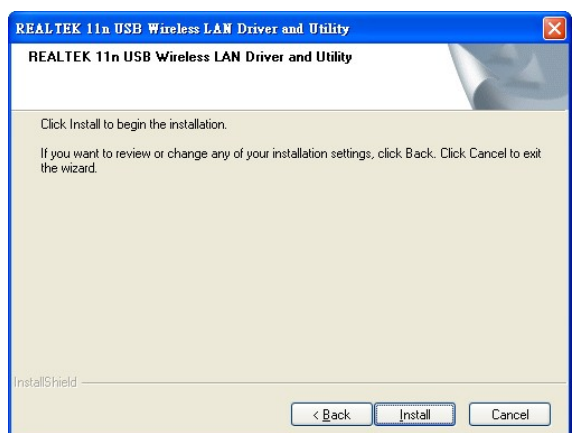 REALTEK 11n USB Wireless LAN Driver and Utility
REALTEK 11n USB Wireless LAN Driver and Utility
Click Install to begin the installation.
If you want to review or change any of your installation settings, click Back. Click Cancel to exit
the wizard.
InstallShield
< Back
Install
Cancel